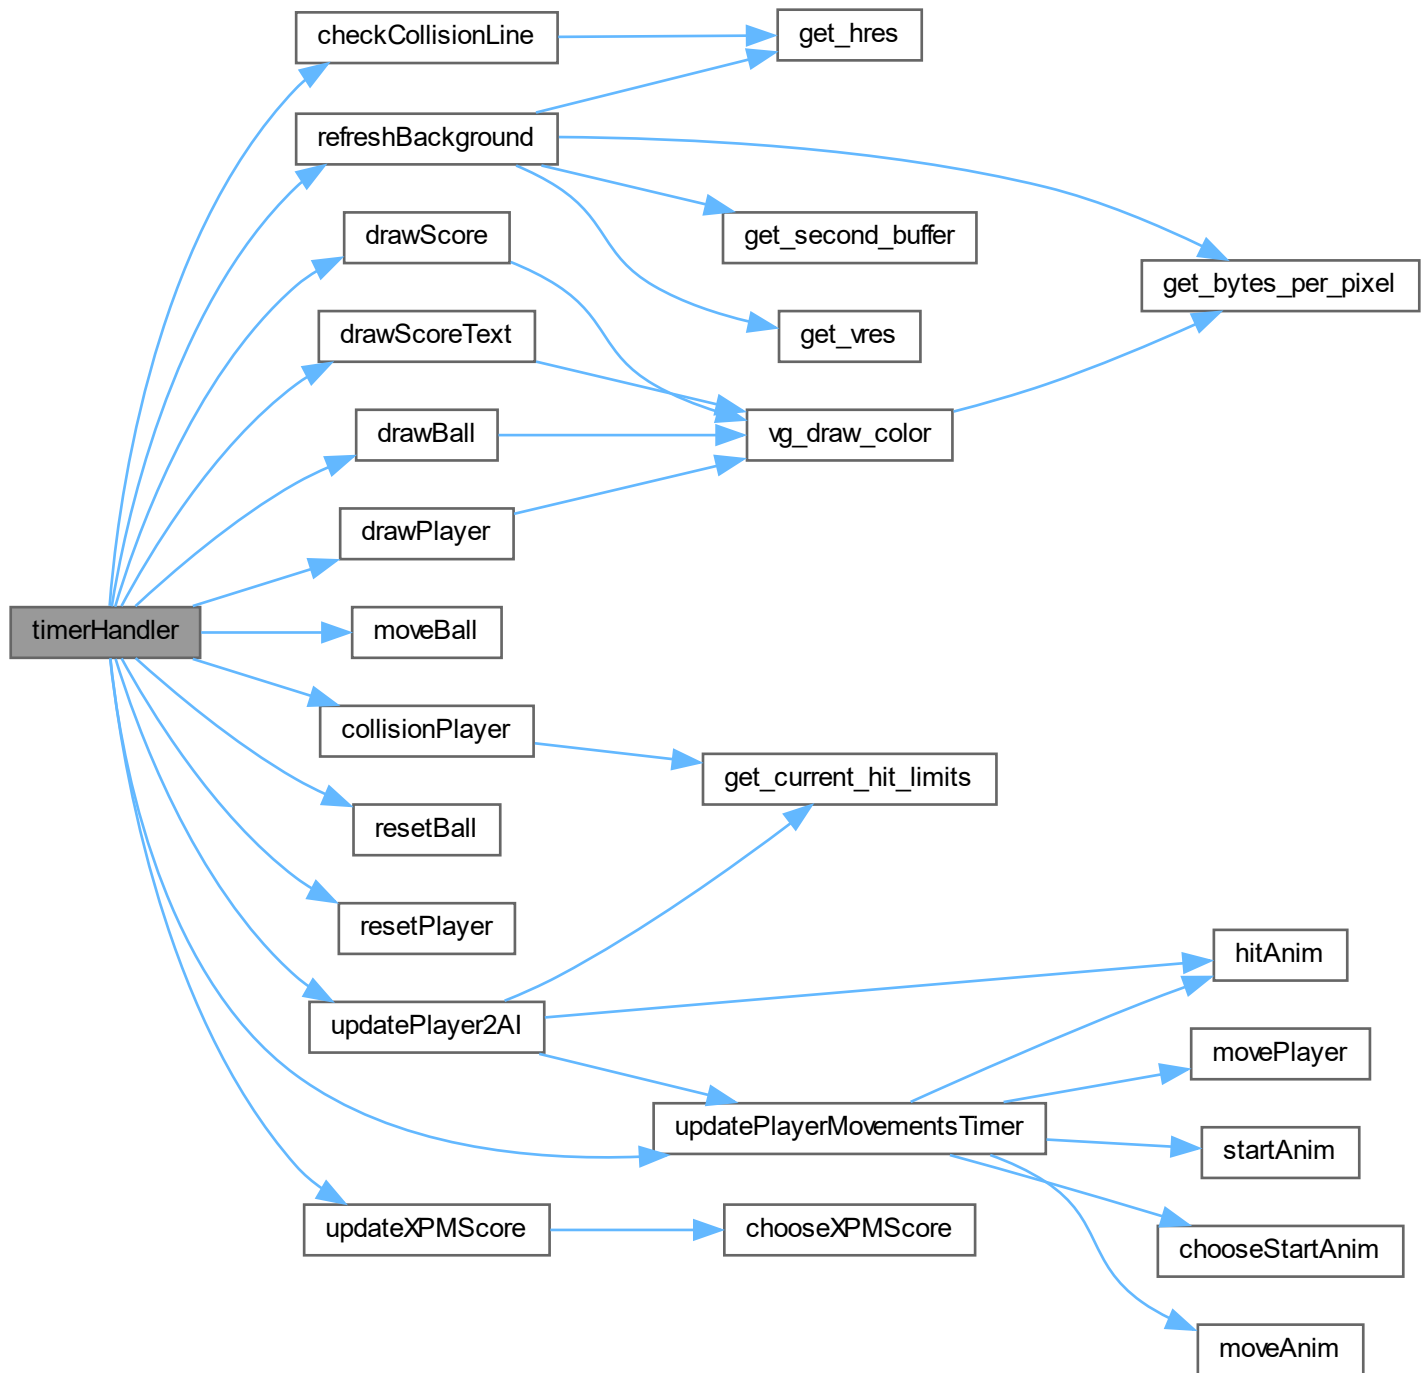 checkCollisionLine
get_hres
refreshBackground
drawScore
get_second_buffer
get_bytes_per_pixel
drawScoreText
get_vres
drawBall
vg_draw_color
drawPlayer
timerHandler
moveBall
collisionPlayer
get_current_hit_limits
resetBall
resetPlayer
hitAnim
updatePlayer2AI
movePlayer
updatePlayerMovementsTimer
startAnim
updateXPMScore
chooseXPMScore
chooseStartAnim
moveAnim